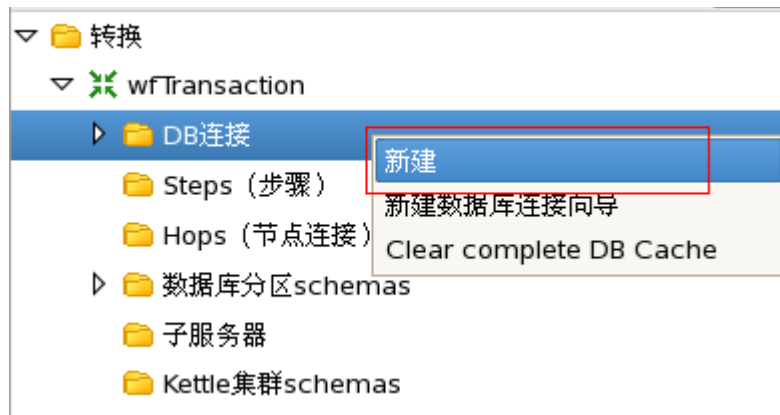 转换
wfTransaction
DB连接
新建
Steps（步骤）
新建数据库连接向导
Hops（节点连接）
Clear complete DB Cache
数据库分区schemas
子服务器
Kettle集群schemas